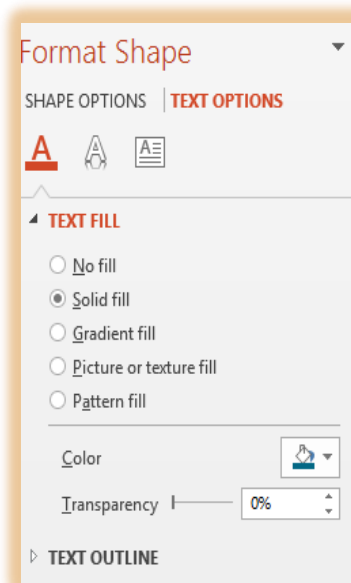 Format Shape
SHAPE OPTIONS | TEXT OPTIONS
TEXT FILL
No fill
Solid fill
Gradient fill
Picture or texture fill
Pattern fill
Color
Transparency 0%
TEXT OUTLINE